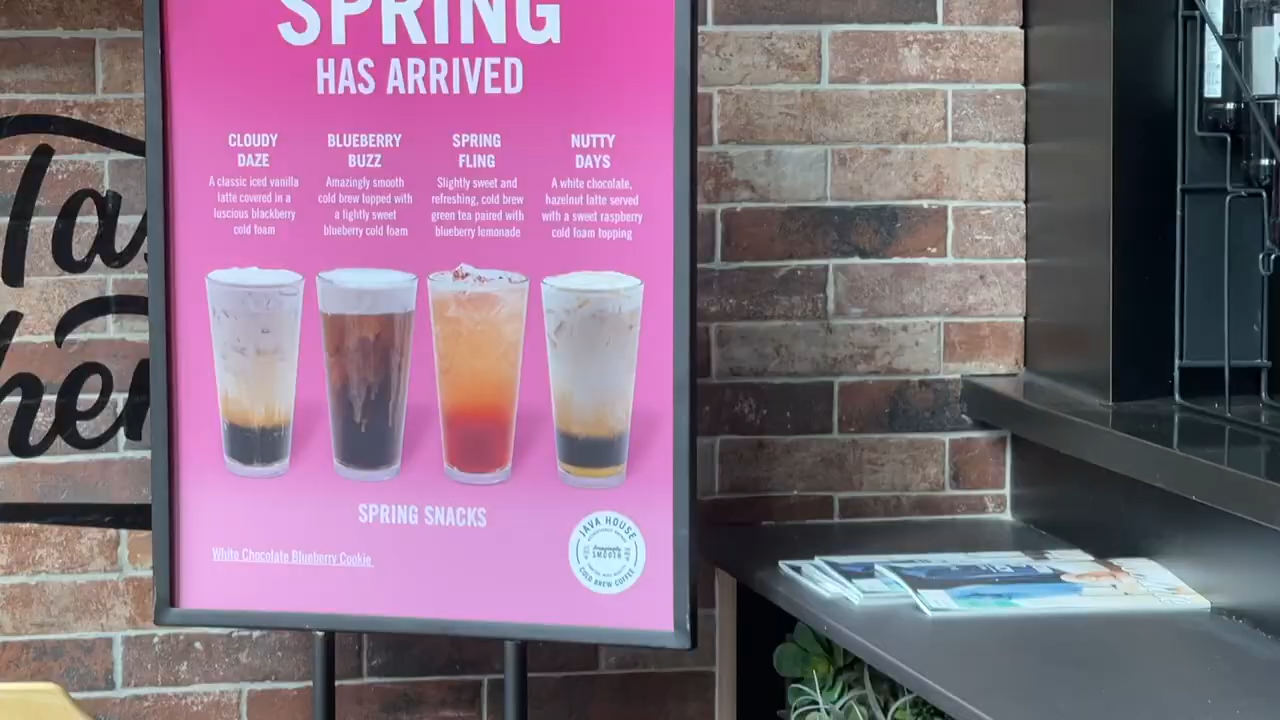 SPRING
HAS ARRIVED
CLOUDY
DAZE
A classic iced vanilla
latte covered in a
luscious blackberry
cold foam
BLUEBERRY
BUZZ
Amazingly smooth
cold brew topped with
a lightly sweet
blueberry cold foam
SPRING
FLING
Slightly sweet and
refreshing, cold brew
green tea paired with
blueberry lemonade
NUTTY
DAYS
A white chocolate,
hazelnut latte served
with a sweet raspberry
cold foam topping
SPRING SNACKS
White Chocolate Blueberry Cookie
JAVA HOUSE
SMOOTH
COLD BREW COFFEE